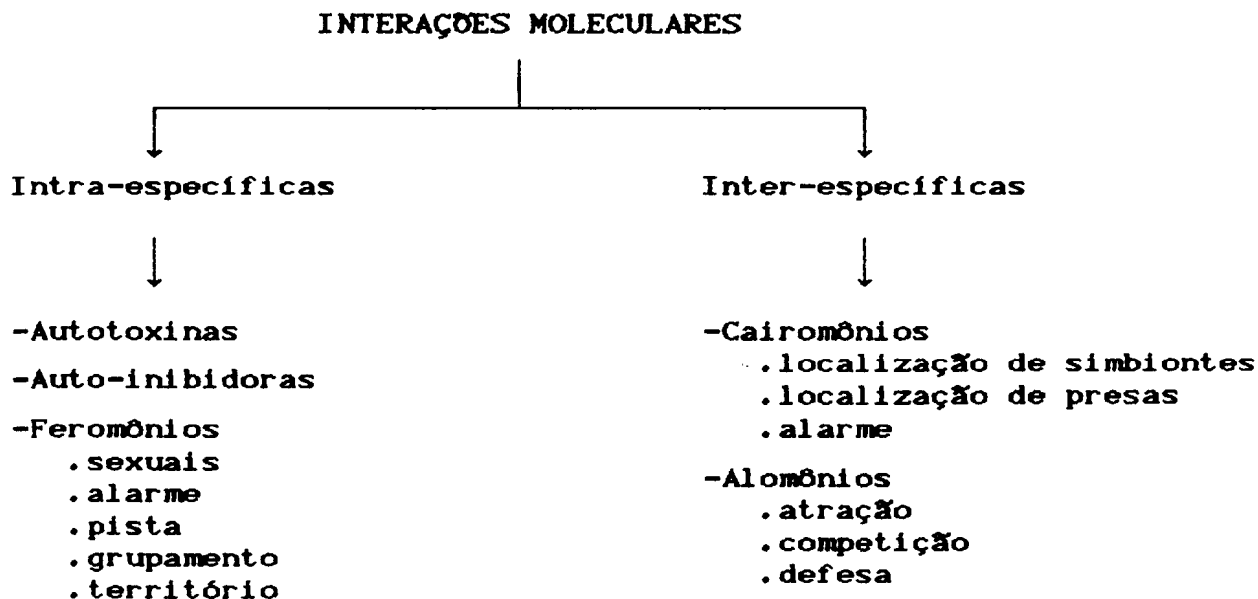 INTERAÇÕES MOLECULARES
Intra-específicas
-Autotoxinas
-Auto-inibidoras
-Feromônios
.sexuais
.alarme
.pista
.grupamento
.território
Inter-específicas
-Cairomônios
.localização de simbiontes
.localização de presas
.alarme
-Alomônios
.atração
.competição
.defesa